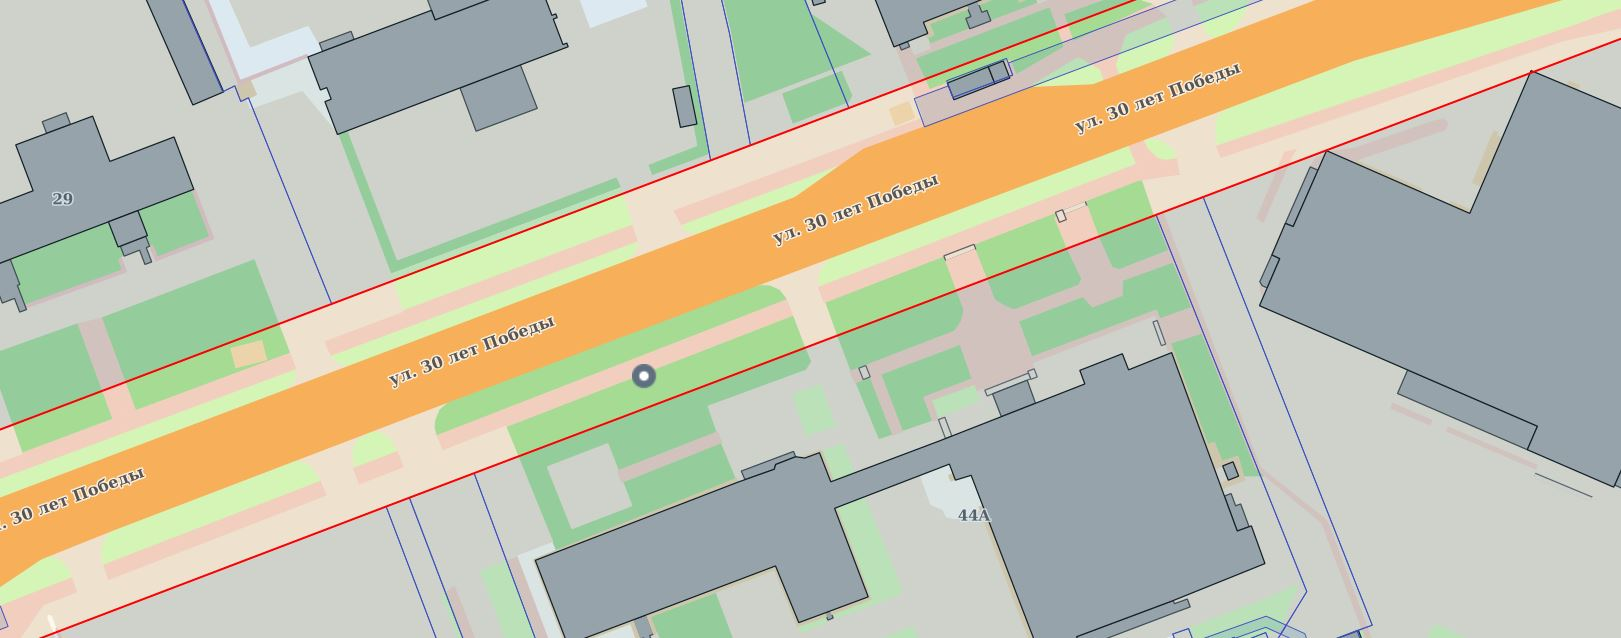 ул. 30 лет Победы
ул. 30 лет Победы
29
ул. 30 лет Победы
. 30 лет Победы
44А